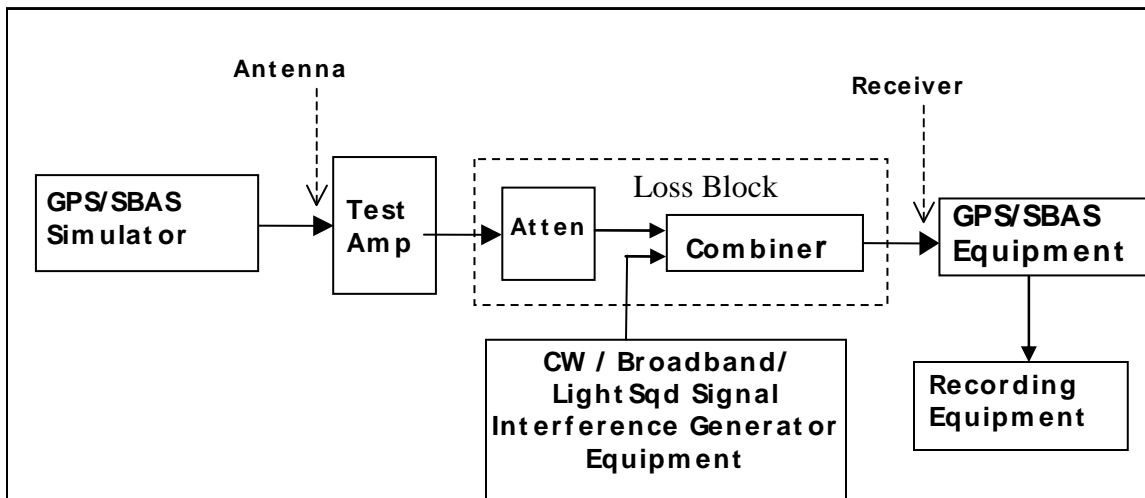 Antenna
Receiver
GPS/SBAS
Simulator
Test
Amp
Loss Block
Atten
Combiner
GPS/SBAS
Equipment
CW / Broadband/
LightSqd Signal
Interference Generator
Equipment
Recording
Equipment